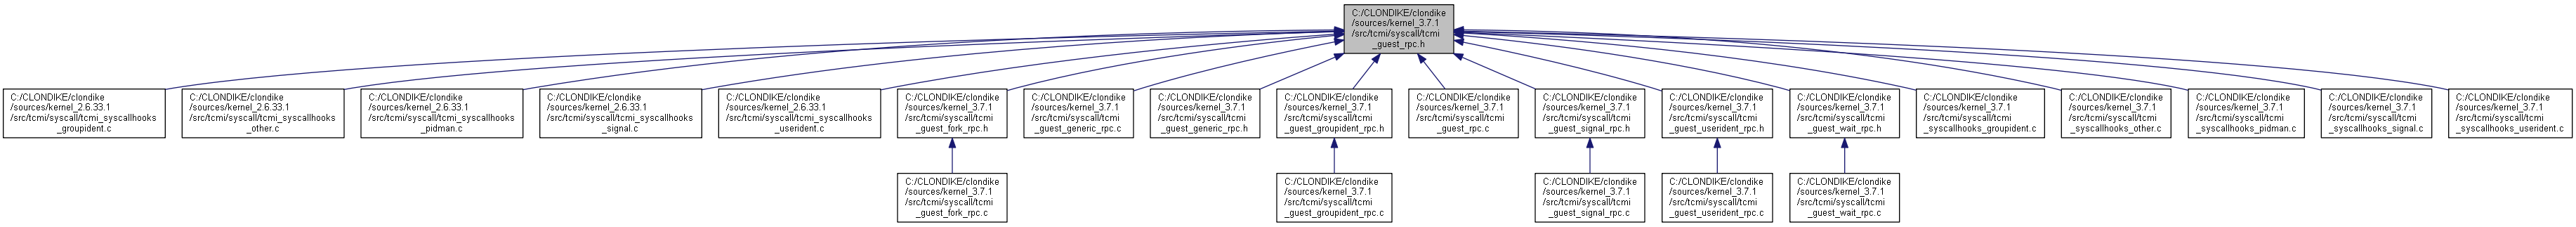 C:/CLONDIKE/clondike
/sources/kernel_3.7.1
/src/tcmi/syscall/tcmi
_guest_rpc.h
C:/CLONDIKE/clondike
/sources/kernel_2.6.33.1
/src/tcmi/syscall/tcmi_syscallhooks
_groupident.c
C:/CLONDIKE/clondike
/sources/kernel_2.6.33.1
/src/tcmi/syscall/tcmi_syscallhooks
_other.c
C:/CLONDIKE/clondike
/sources/kernel_2.6.33.1
/src/tcmi/syscall/tcmi_syscallhooks
_pidman.c
C:/CLONDIKE/clondike
/sources/kernel_2.6.33.1
/src/tcmi/syscall/tcmi_syscallhooks
_signal.c
C:/CLONDIKE/clondike
/sources/kernel_2.6.33.1
/src/tcmi/syscall/tcmi_syscallhooks
_userident.c
C:/CLONDIKE/clondike
/sources/kernel_3.7.1
/src/tcmi/syscall/tcmi
_guest_fork_rpc.h
C:/CLONDIKE/clondike
/sources/kernel_3.7.1
/src/tcmi/syscall/tcmi
_guest_generic_rpc.c
C:/CLONDIKE/clondike
/sources/kernel_3.7.1
/src/tcmi/syscall/tcmi
_guest_generic_rpc.h
C:/CLONDIKE/clondike
/sources/kernel_3.7.1
/src/tcmi/syscall/tcmi
_guest_groupident_rpc.h
C:/CLONDIKE/clondike
/sources/kernel_3.7.1
/src/tcmi/syscall/tcmi
_guest_rpc.c
C:/CLONDIKE/clondike
/sources/kernel_3.7.1
/src/tcmi/syscall/tcmi
_guest_signal_rpc.h
C:/CLONDIKE/clondike
/sources/kernel_3.7.1
/src/tcmi/syscall/tcmi
_guest_userident_rpc.h
C:/CLONDIKE/clondike
/sources/kernel_3.7.1
/src/tcmi/syscall/tcmi
_guest_wait_rpc.h
C:/CLONDIKE/clondike
/sources/kernel_3.7.1
/src/tcmi/syscall/tcmi
_syscallhooks_groupident.c
C:/CLONDIKE/clondike
/sources/kernel_3.7.1
/src/tcmi/syscall/tcmi
_syscallhooks_other.c
C:/CLONDIKE/clondike
/sources/kernel_3.7.1
/src/tcmi/syscall/tcmi
_syscallhooks_pidman.c
C:/CLONDIKE/clondike
/sources/kernel_3.7.1
/src/tcmi/syscall/tcmi
_syscallhooks_signal.c
C:/CLONDIKE/clondike
/sources/kernel_3.7.1
/src/tcmi/syscall/tcmi
_syscallhooks_userident.c
C:/CLONDIKE/clondike
/sources/kernel_3.7.1
/src/tcmi/syscall/tcmi
_guest_fork_rpc.c
C:/CLONDIKE/clondike
/sources/kernel_3.7.1
/src/tcmi/syscall/tcmi
_guest_groupident_rpc.c
C:/CLONDIKE/clondike
/sources/kernel_3.7.1
/src/tcmi/syscall/tcmi
_guest_signal_rpc.c
C:/CLONDIKE/clondike
/sources/kernel_3.7.1
/src/tcmi/syscall/tcmi
_guest_userident_rpc.c
C:/CLONDIKE/clondike
/sources/kernel_3.7.1
/src/tcmi/syscall/tcmi
_guest_wait_rpc.c